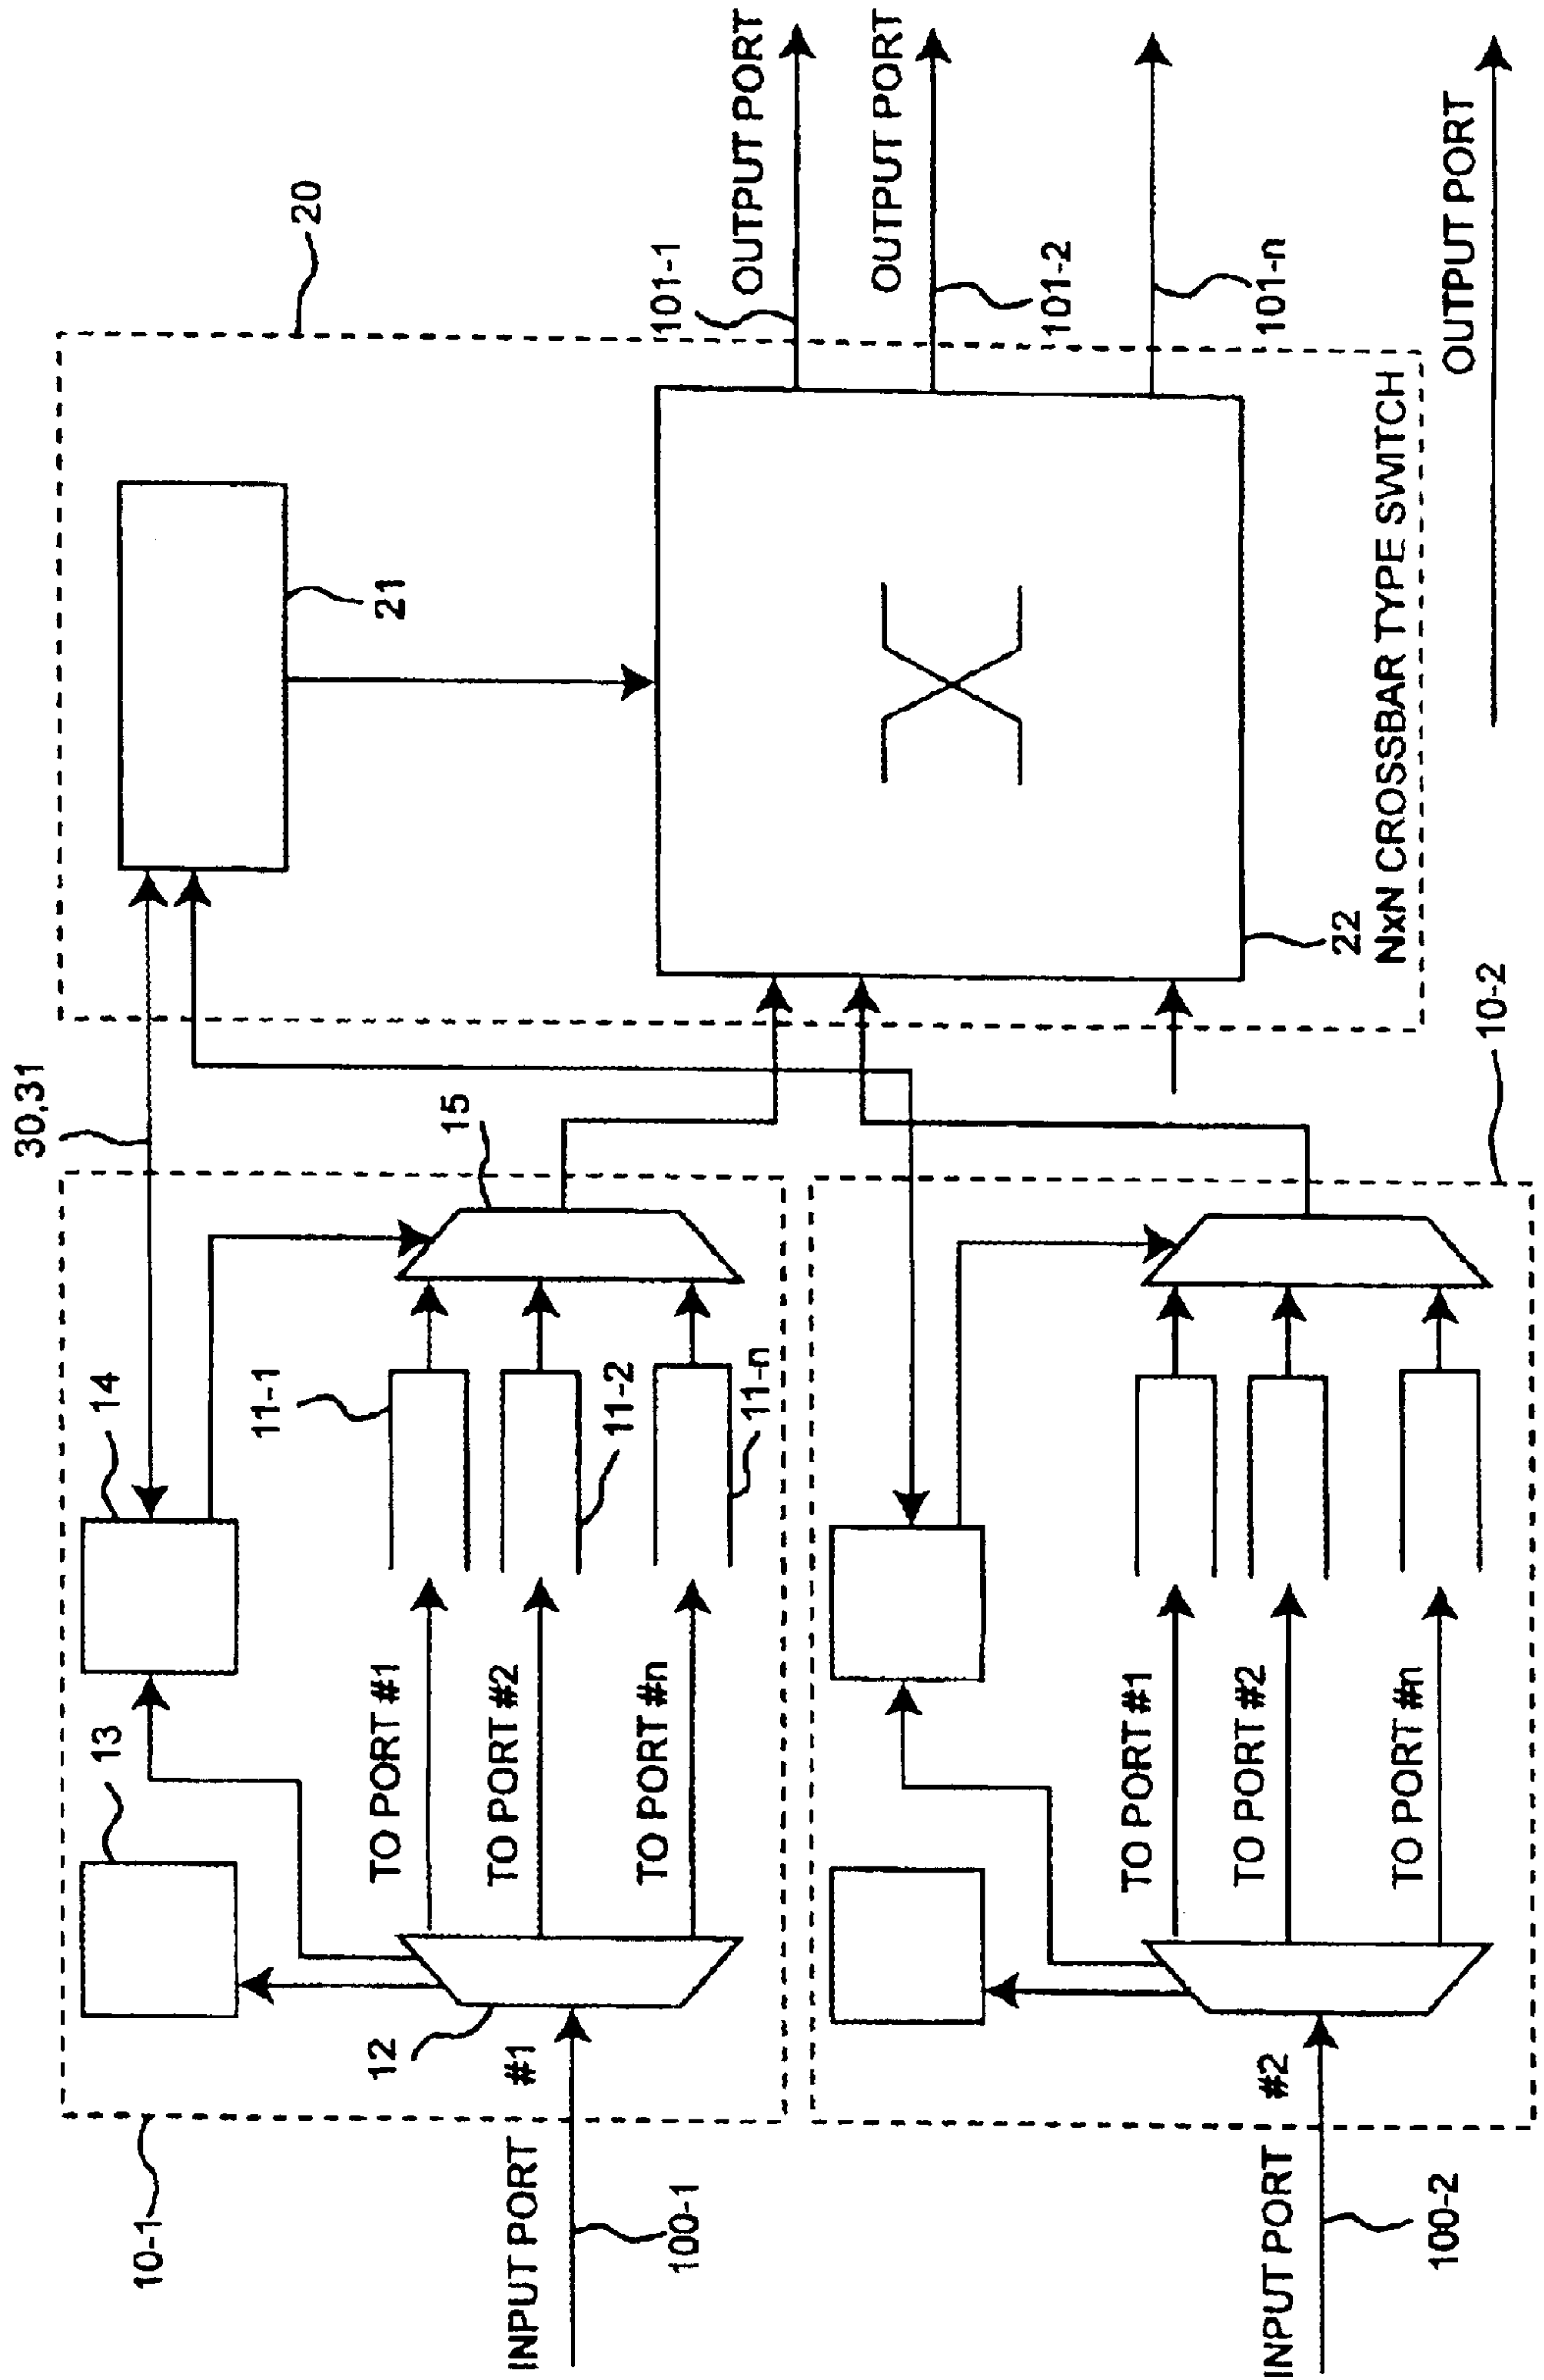 10-1
13
14
30,31
20
21
12
TO PORT #1
11-1
15
INPUT PORT
#1
TO PORT #2
11-2
TO PORT #n
11-n
100-1
101-1
OUTPUT PORT
OUTPUT PORT
101-2
101-n
22
NxN CROSSBAR TYPE SWITCH
OUTPUT PORT
10-2
TO PORT #1
INPUT PORT
#2
TO PORT #2
TO PORT #n
100-2